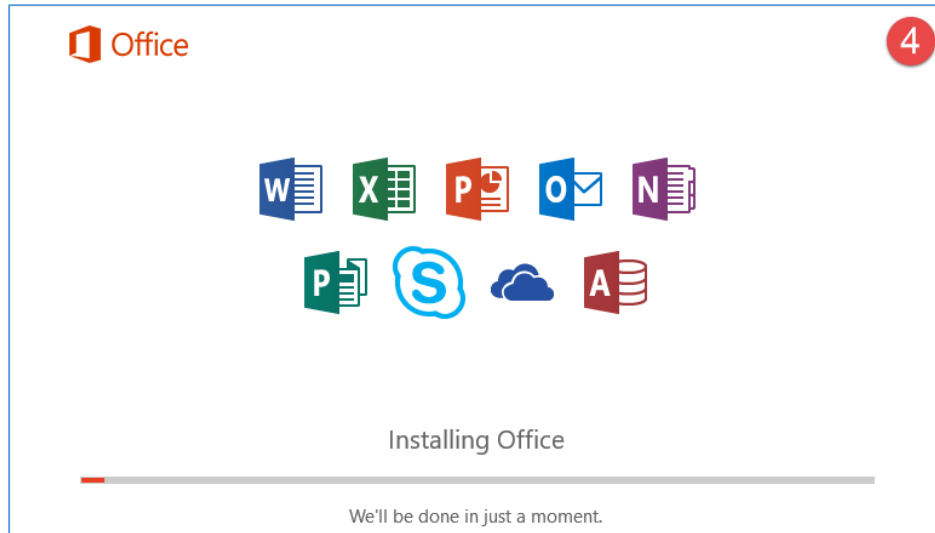 Office
4
W X P O N
P S A
Installing Office
We'll be done in just a moment.